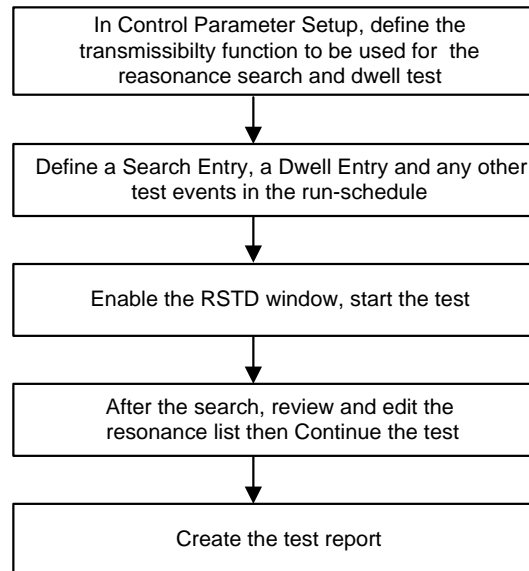 In Control Parameter Setup, define the
transmissibilty function to be used for the
reasonance search and dwell test
Define a Search Entry, a Dwell Entry and any other
test events in the run-schedule
Enable the RSTD window, start the test
After the search, review and edit the
resonance list then Continue the test
Create the test report